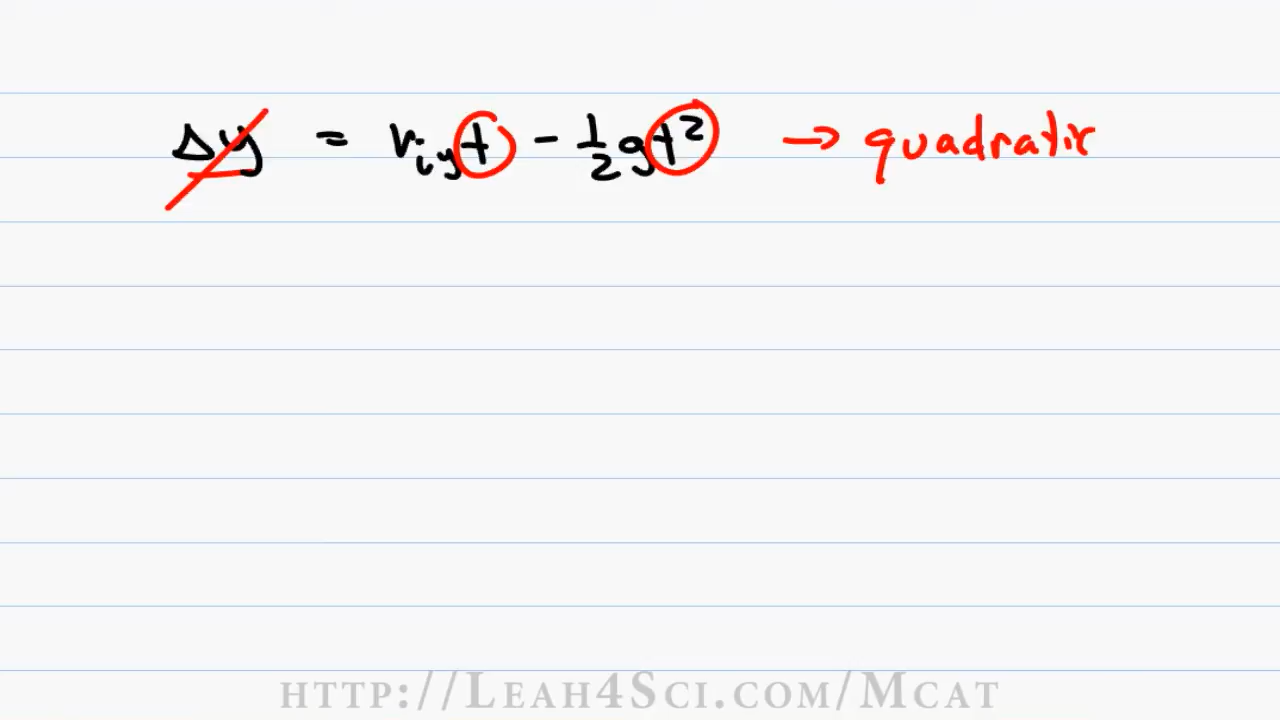 Δy = viyt - 1/2gt² → quadratic
HTTP://LEAH4SCI.COM/MCAT